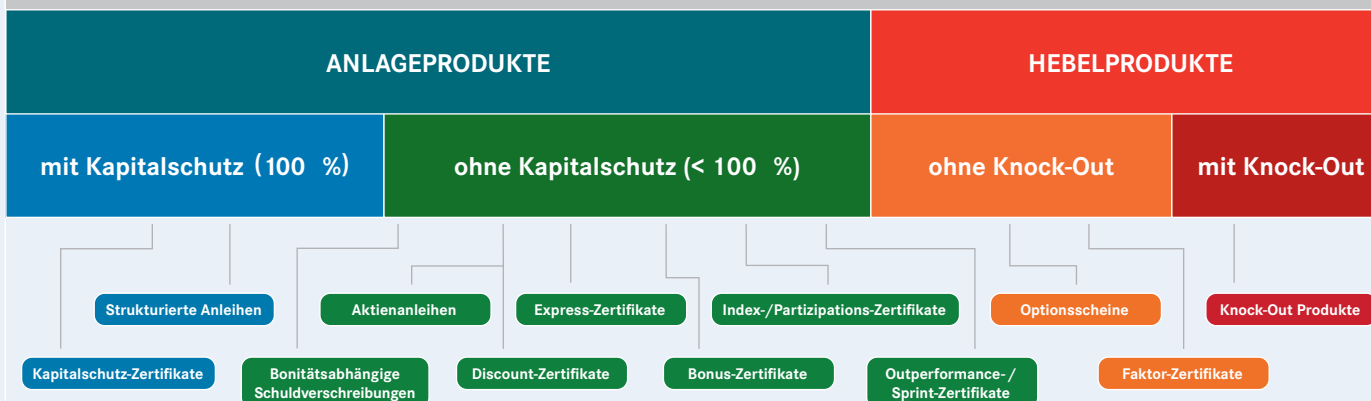 ANLAGEPRODUKTE
HEBELPRODUKTE
mit Kapitalschutz (100 %)
ohne Kapitalschutz (< 100 %)
ohne Knock-Out
mit Knock-Out
Strukturierte Anleihen
Aktienanleihen
Express-Zertifikate
Index-/Partizipations-Zertifikate
Optionsscheine
Knock-Out Produkte
Kapitalschutz-Zertifikate
Bonitätsabhängige
Schuldverschreibungen
Discount-Zertifikate
Bonus-Zertifikate
Outperformance-/
Sprint-Zertifikate
Faktor-Zertifikate